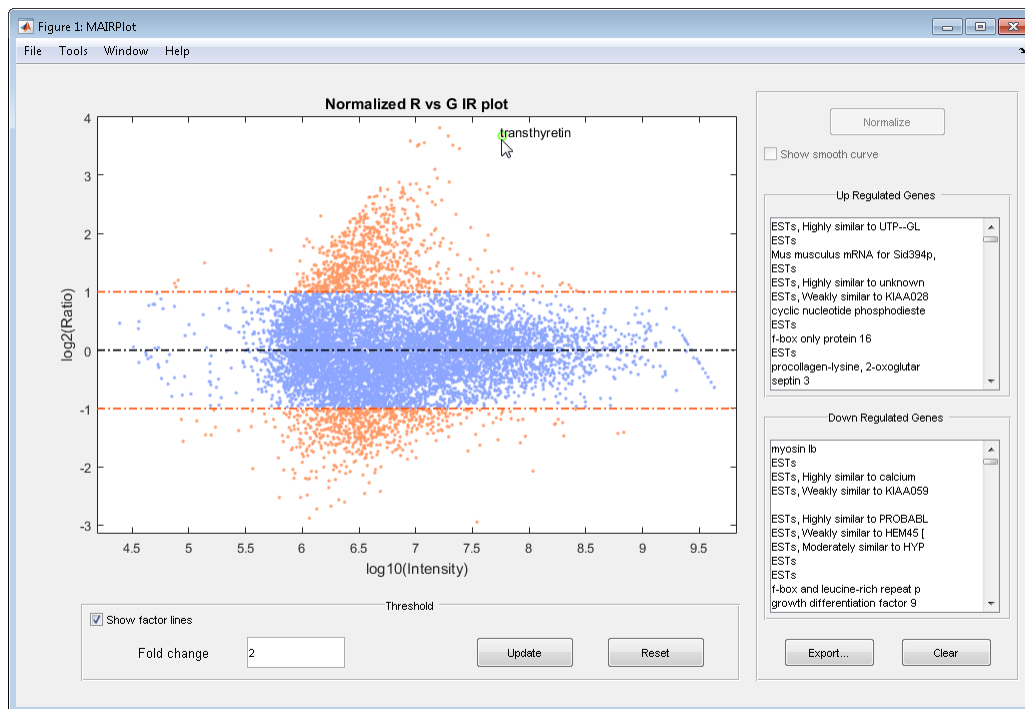 Figure 1: MAIRPlot
File Tools Window Help
Normalized R vs G IR plot
transthyretin
4
3
2
1
0
-1
-2
-3
log2(Ratio)
4.5 5 5.5 6 6.5 7 7.5 8 8.5 9 9.5
log10(Intensity)
Normalize
Show smooth curve
Up Regulated Genes
ESTs, Highly similar to UTP--GL
ESTs
Mus musculus mRNA for Sid394p,
ESTs
ESTs, Highly similar to unknown
ESTs, Weakly similar to KIAA028
cyclic nucleotide phosphodieste
ESTs
f-box only protein 16
ESTs
procollagen-lysine, 2-oxoglutar
septin 3
Down Regulated Genes
myosin Ib
ESTs
ESTs, Highly similar to calcium
ESTs, Weakly similar to KIAA059
ESTs, Highly similar to PROBABL
ESTs, Weakly similar to HEM45 [
ESTs, Moderately similar to HYP
ESTs
ESTs
f-box and leucine-rich repeat p
growth differentiation factor 9
Threshold
Show factor lines
Fold change 2 Update Reset
Export... Clear